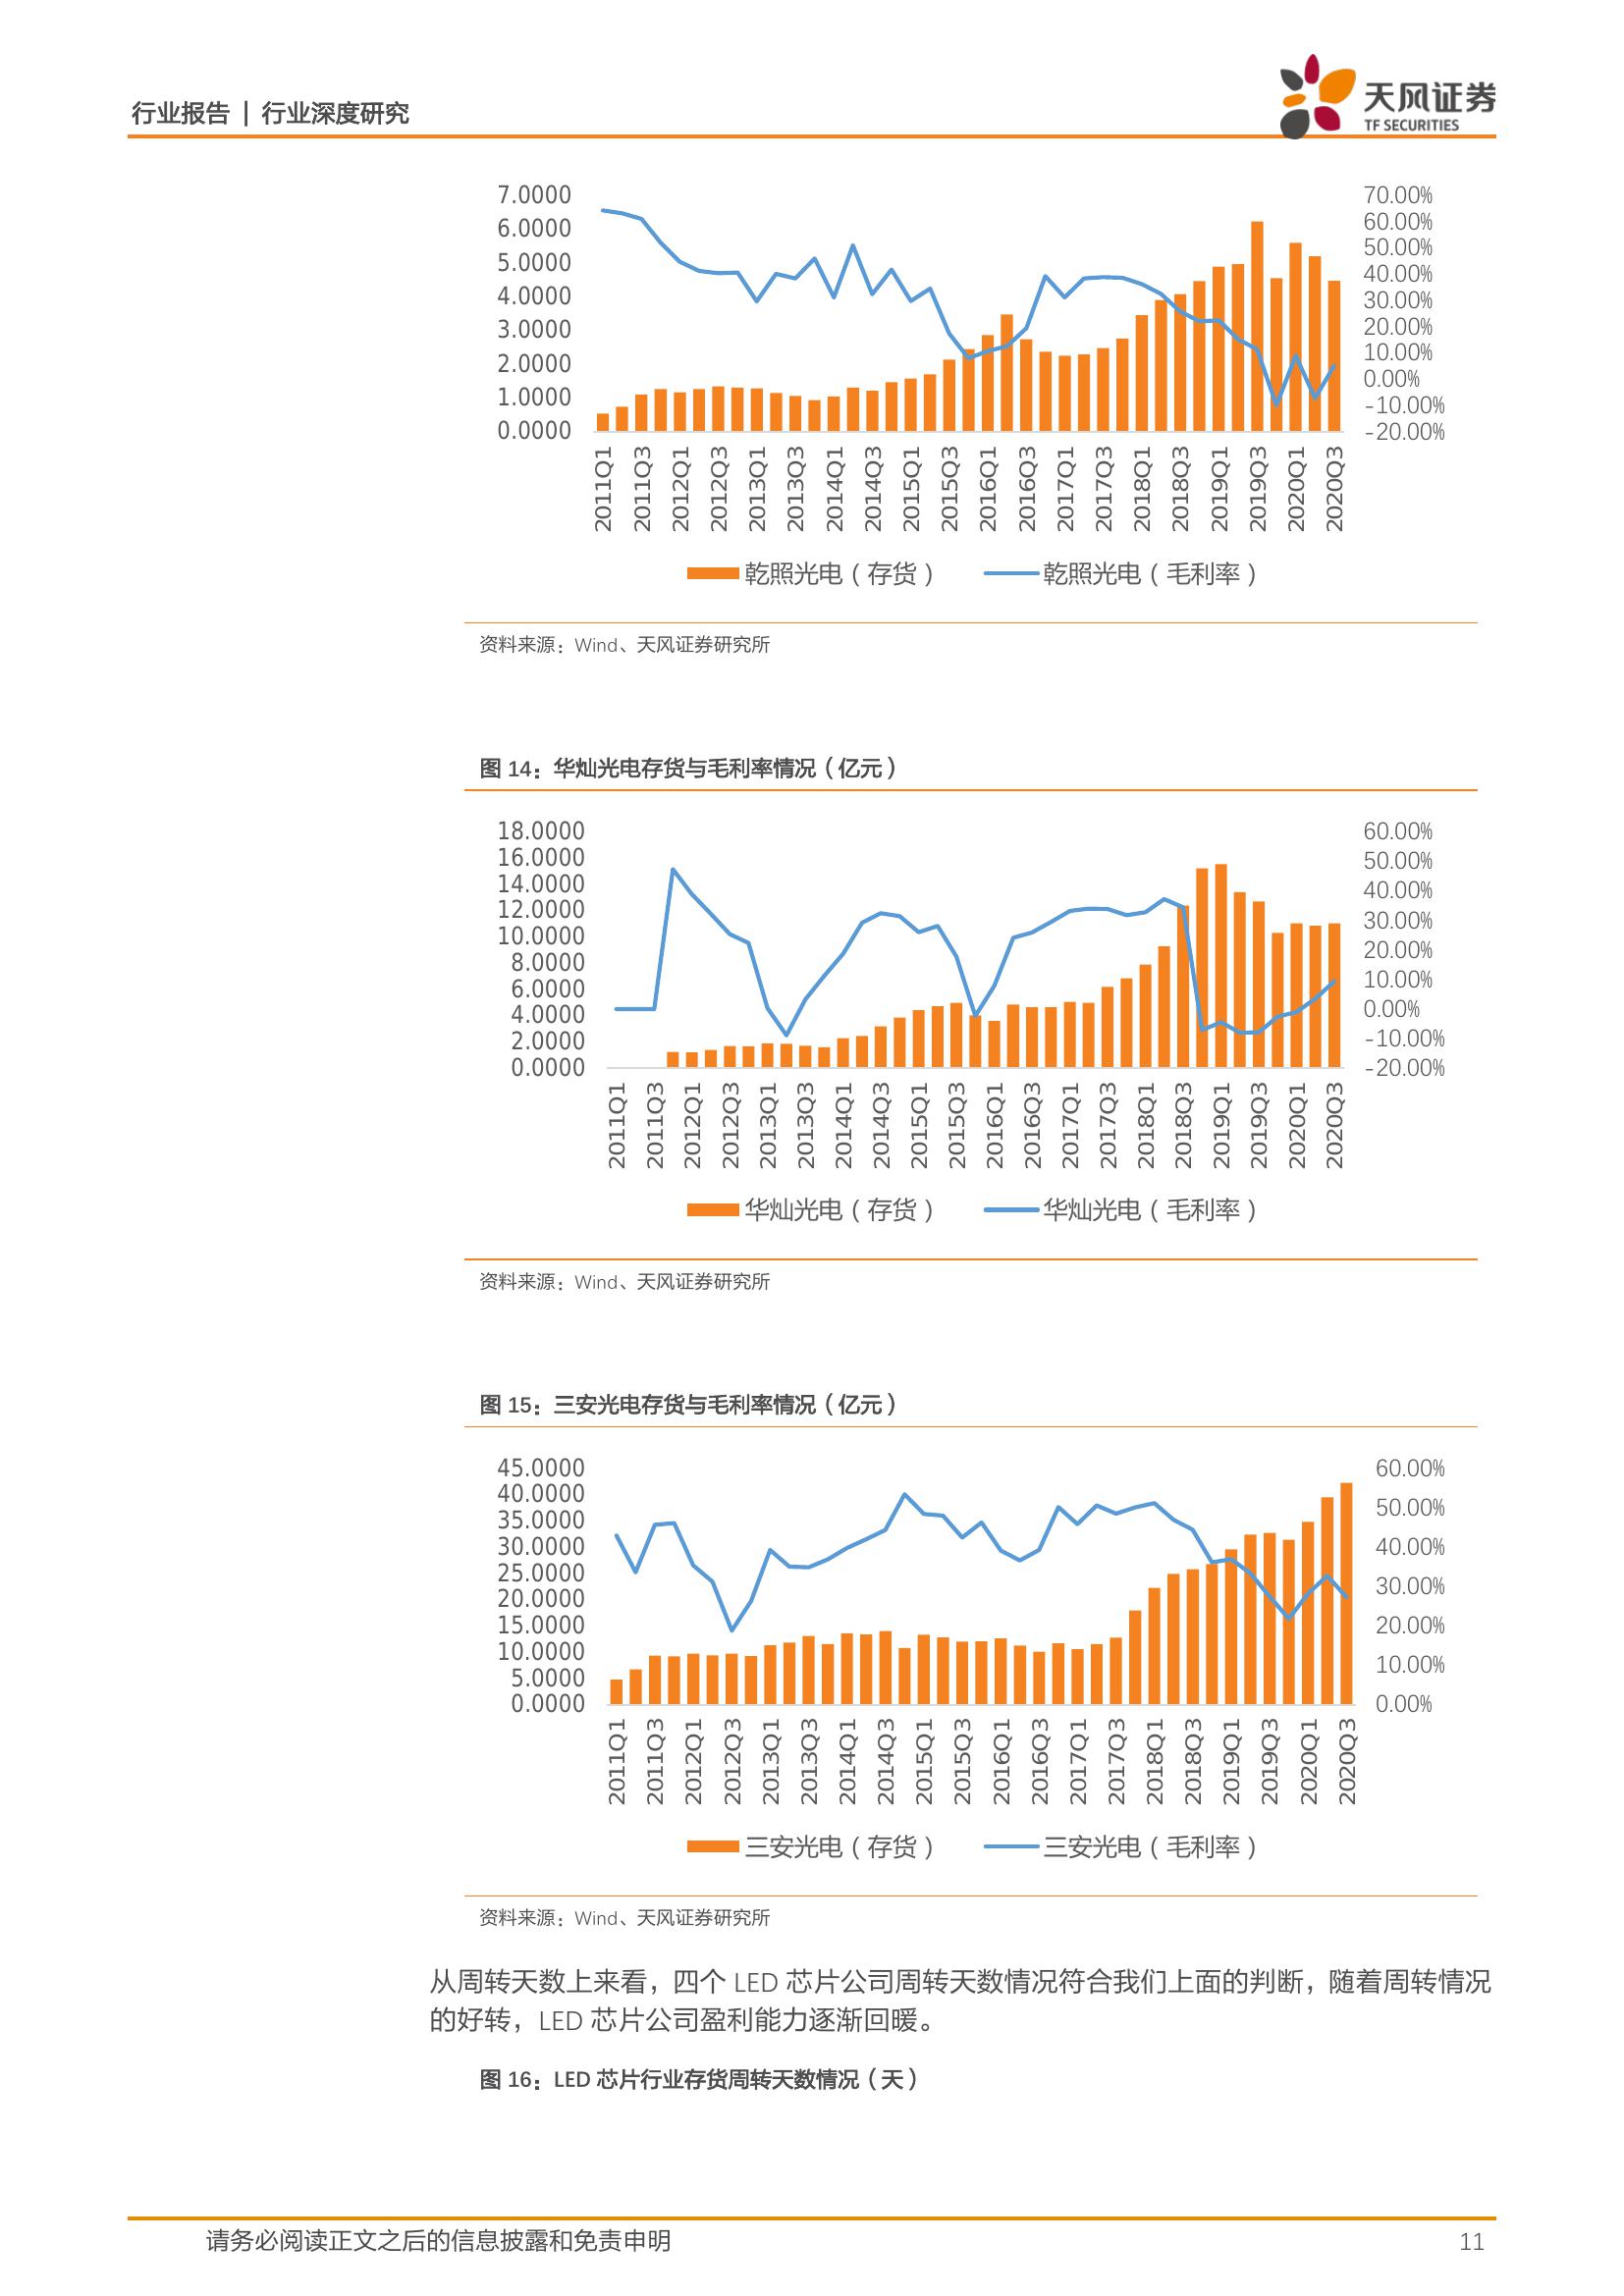 行业报告 | 行业深度研究
天风证券
TF SECURITIES
7.0000
6.0000
5.0000
4.0000
3.0000
2.0000
1.0000
0.0000
70.00%
60.00%
50.00%
40.00%
30.00%
20.00%
10.00%
0.00%
-10.00%
-20.00%
2011Q1
2011Q3
2012Q1
2012Q3
2013Q1
2013Q3
2014Q1
2014Q3
2015Q1
2015Q3
2016Q1
2016Q3
2017Q1
2017Q3
2018Q1
2018Q3
2019Q1
2019Q3
2020Q1
2020Q3
乾照光电（存货） 乾照光电（毛利率）
资料来源：Wind、天风证券研究所
图 14：华灿光电存货与毛利率情况（亿元）
18.0000
16.0000
14.0000
12.0000
10.0000
8.0000
6.0000
4.0000
2.0000
0.0000
60.00%
50.00%
40.00%
30.00%
20.00%
10.00%
0.00%
-10.00%
-20.00%
2011Q1
2011Q3
2012Q1
2012Q3
2013Q1
2013Q3
2014Q1
2014Q3
2015Q1
2015Q3
2016Q1
2016Q3
2017Q1
2017Q3
2018Q1
2018Q3
2019Q1
2019Q3
2020Q1
2020Q3
华灿光电（存货） 华灿光电（毛利率）
资料来源：Wind、天风证券研究所
图 15：三安光电存货与毛利率情况（亿元）
45.0000
40.0000
35.0000
30.0000
25.0000
20.0000
15.0000
10.0000
5.0000
0.0000
60.00%
50.00%
40.00%
30.00%
20.00%
10.00%
0.00%
2011Q1
2011Q3
2012Q1
2012Q3
2013Q1
2013Q3
2014Q1
2014Q3
2015Q1
2015Q3
2016Q1
2016Q3
2017Q1
2017Q3
2018Q1
2018Q3
2019Q1
2019Q3
2020Q1
2020Q3
三安光电（存货） 三安光电（毛利率）
资料来源：Wind、天风证券研究所
从周转天数上来看，四个 LED 芯片公司周转天数情况符合我们上面的判断，随着周转情况
的好转，LED 芯片公司盈利能力逐渐回暖。
图 16：LED 芯片行业存货周转天数情况（天）
请务必阅读正文之后的信息披露和免责申明 11